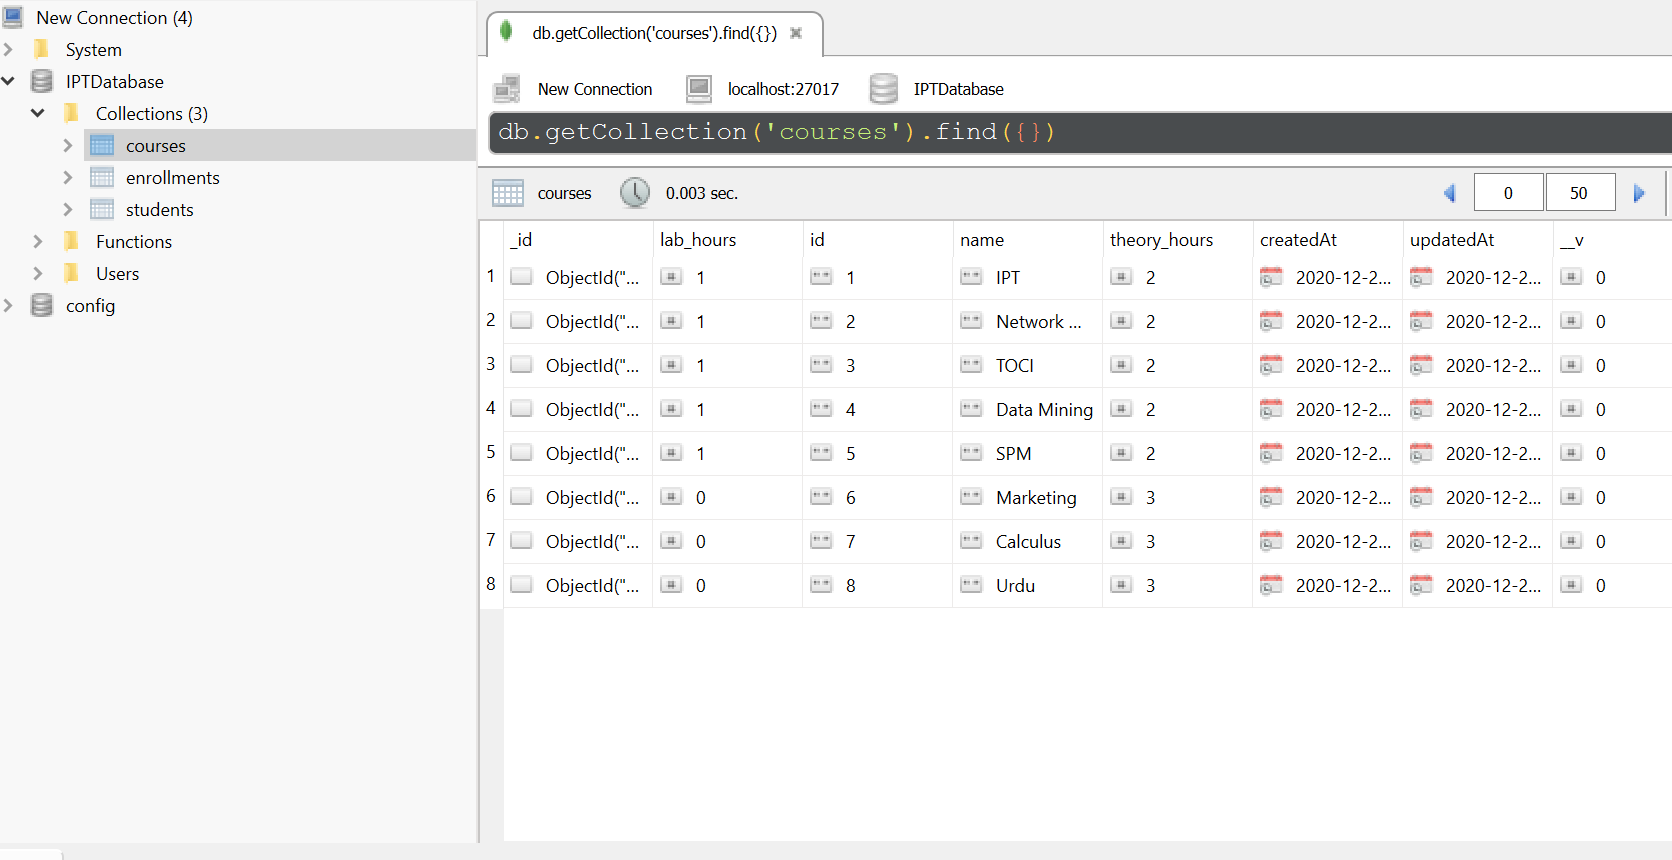 New Connection (4)
System
IPTDatabase
Collections (3)
courses
enrollments
students
Functions
Users
config
db.getCollection('courses').find({})
New Connection localhost:27017 IPTDatabase
db.getCollection('courses').find({})
courses 0.003 sec. 0 50
_id lab_hours id name theory_hours createdAt updatedAt __v
1 ObjectId("... # 1 "" 1 "" IPT # 2 2020-12-2... 2020-12-2... # 0
2 ObjectId("... # 1 "" 2 "" Network ... # 2 2020-12-2... 2020-12-2... # 0
3 ObjectId("... # 1 "" 3 "" TOCI # 2 2020-12-2... 2020-12-2... # 0
4 ObjectId("... # 1 "" 4 "" Data Mining # 2 2020-12-2... 2020-12-2... # 0
5 ObjectId("... # 1 "" 5 "" SPM # 2 2020-12-2... 2020-12-2... # 0
6 ObjectId("... # 0 "" 6 "" Marketing # 3 2020-12-2... 2020-12-2... # 0
7 ObjectId("... # 0 "" 7 "" Calculus # 3 2020-12-2... 2020-12-2... # 0
8 ObjectId("... # 0 "" 8 "" Urdu # 3 2020-12-2... 2020-12-2... # 0